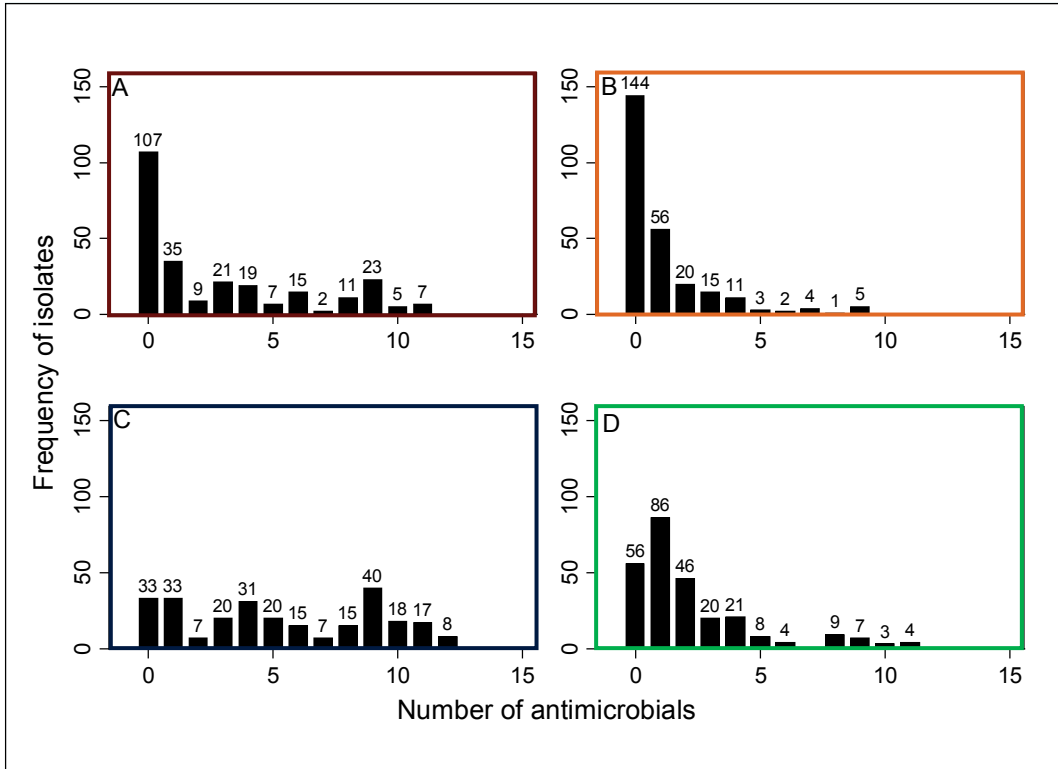 Frequency of isolates
A
0 50 100 150
107 35 9 21 19 7 15 2 11 23 5 7
0 5 10 15
B
0 50 100 150
144 56 20 15 11 3 2 4 1 5
0 5 10 15
C
0 50 100 150
33 33 7 20 31 20 15 7 15 40 18 17 8
0 5 10 15
D
0 50 100 150
56 86 46 20 21 8 4 9 7 3 4
0 5 10 15
Number of antimicrobials